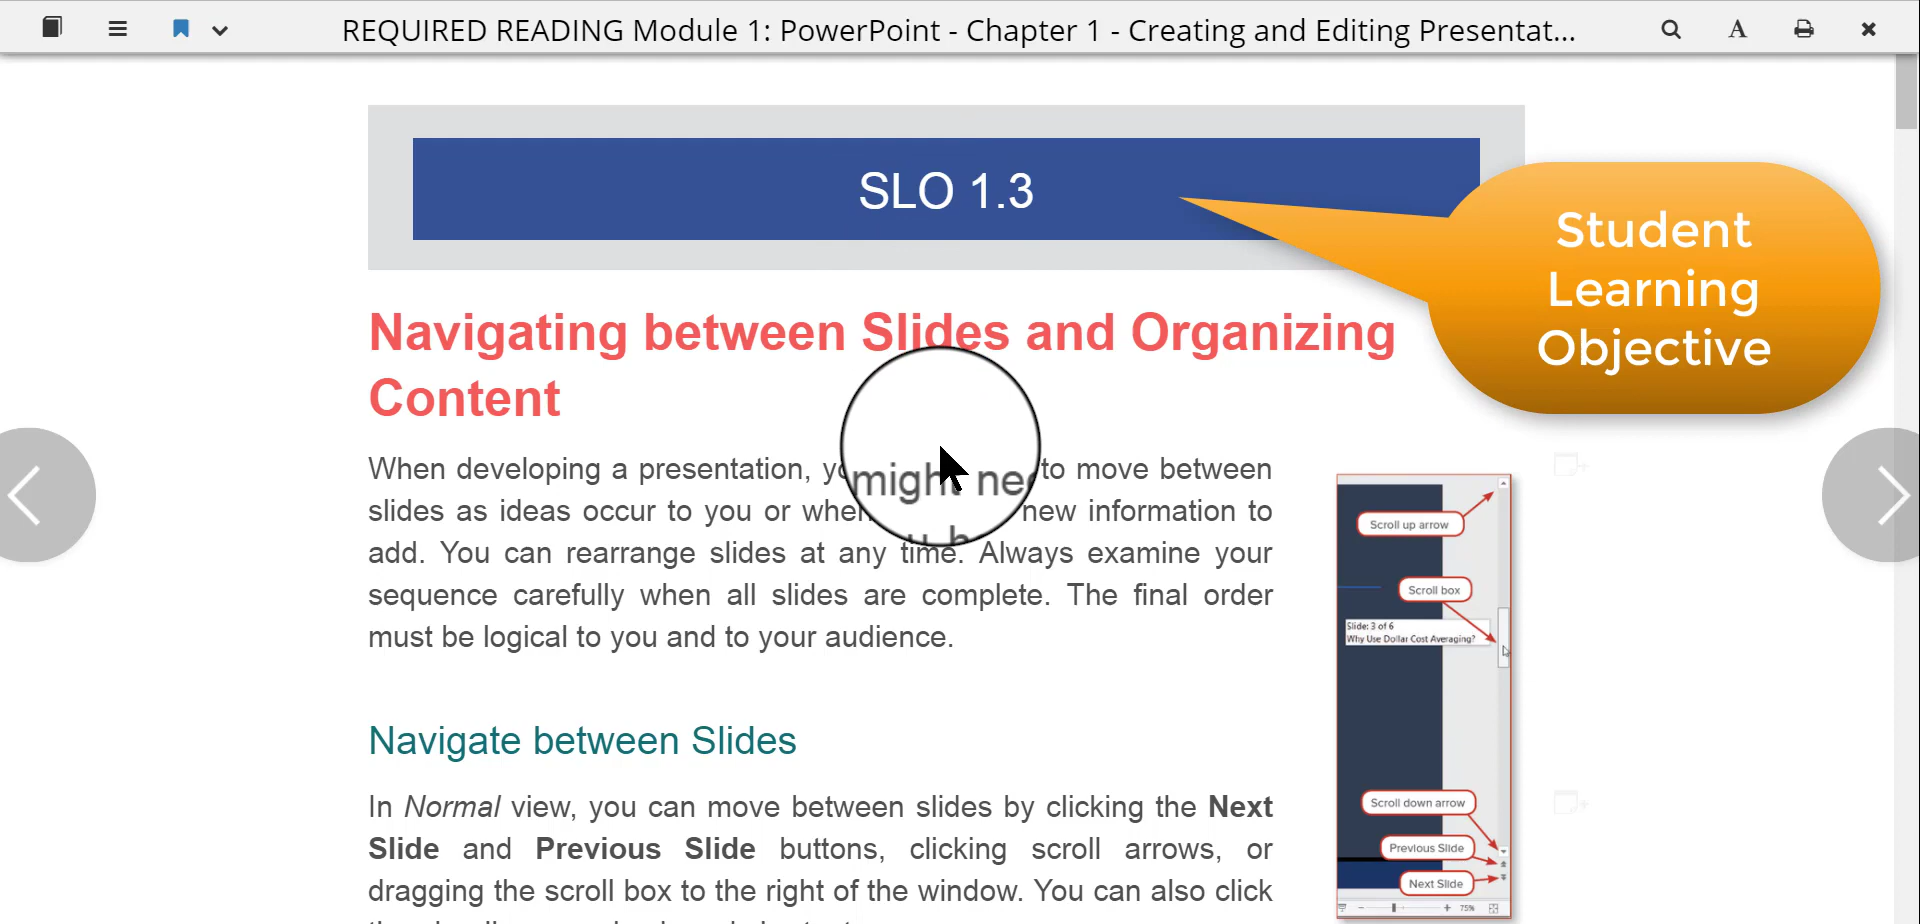 REQUIRED READING Module 1: PowerPoint - Chapter 1 - Creating and Editing Presentat...
SLO 1.3
Student
Learning
Objective
Navigating between Slides and Organizing
Content
When developing a presentation, might to move between
slides as ideas occur to you or when new information to
add. You can rearrange slides at any time. Always examine your
sequence carefully when all slides are complete. The final order
must be logical to you and to your audience.
Scroll up arrow
Scroll box
Slide: 3 of 6
Why Use Dollar Cost Averaging?
Scroll down arrow
Previous Slide
Next Slide
75%
Navigate between Slides
In Normal view, you can move between slides by clicking the Next
Slide and Previous Slide buttons, clicking scroll arrows, or
dragging the scroll box to the right of the window. You can also click